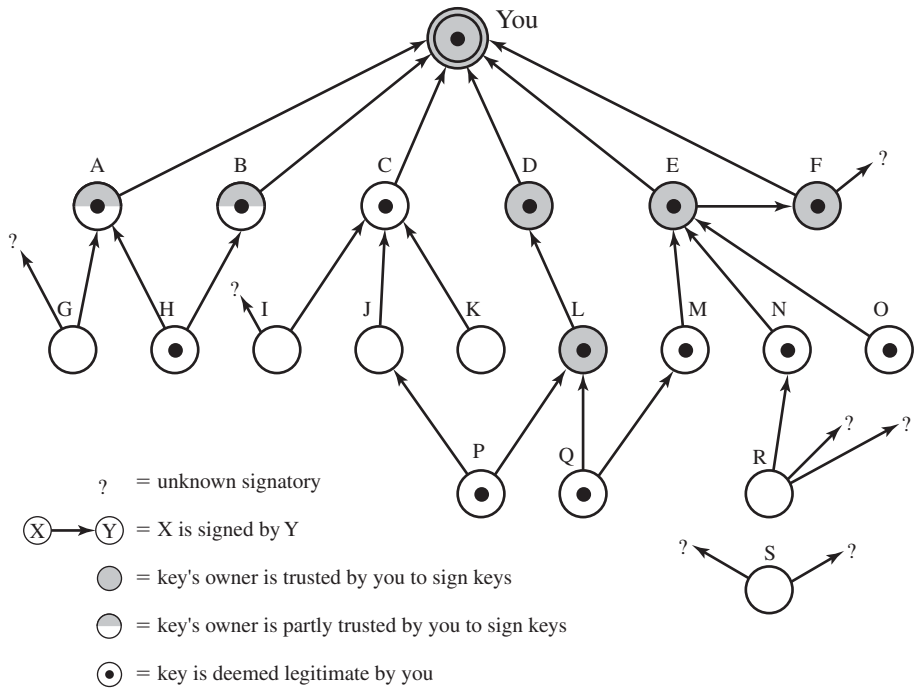 You
A B C D E F ?
?
G H ? I J K L M N O
P Q R ? ?
? = unknown signatory
X Y = X is signed by Y
? S ?
= key's owner is trusted by you to sign keys
= key's owner is partly trusted by you to sign keys
= key is deemed legitimate by you